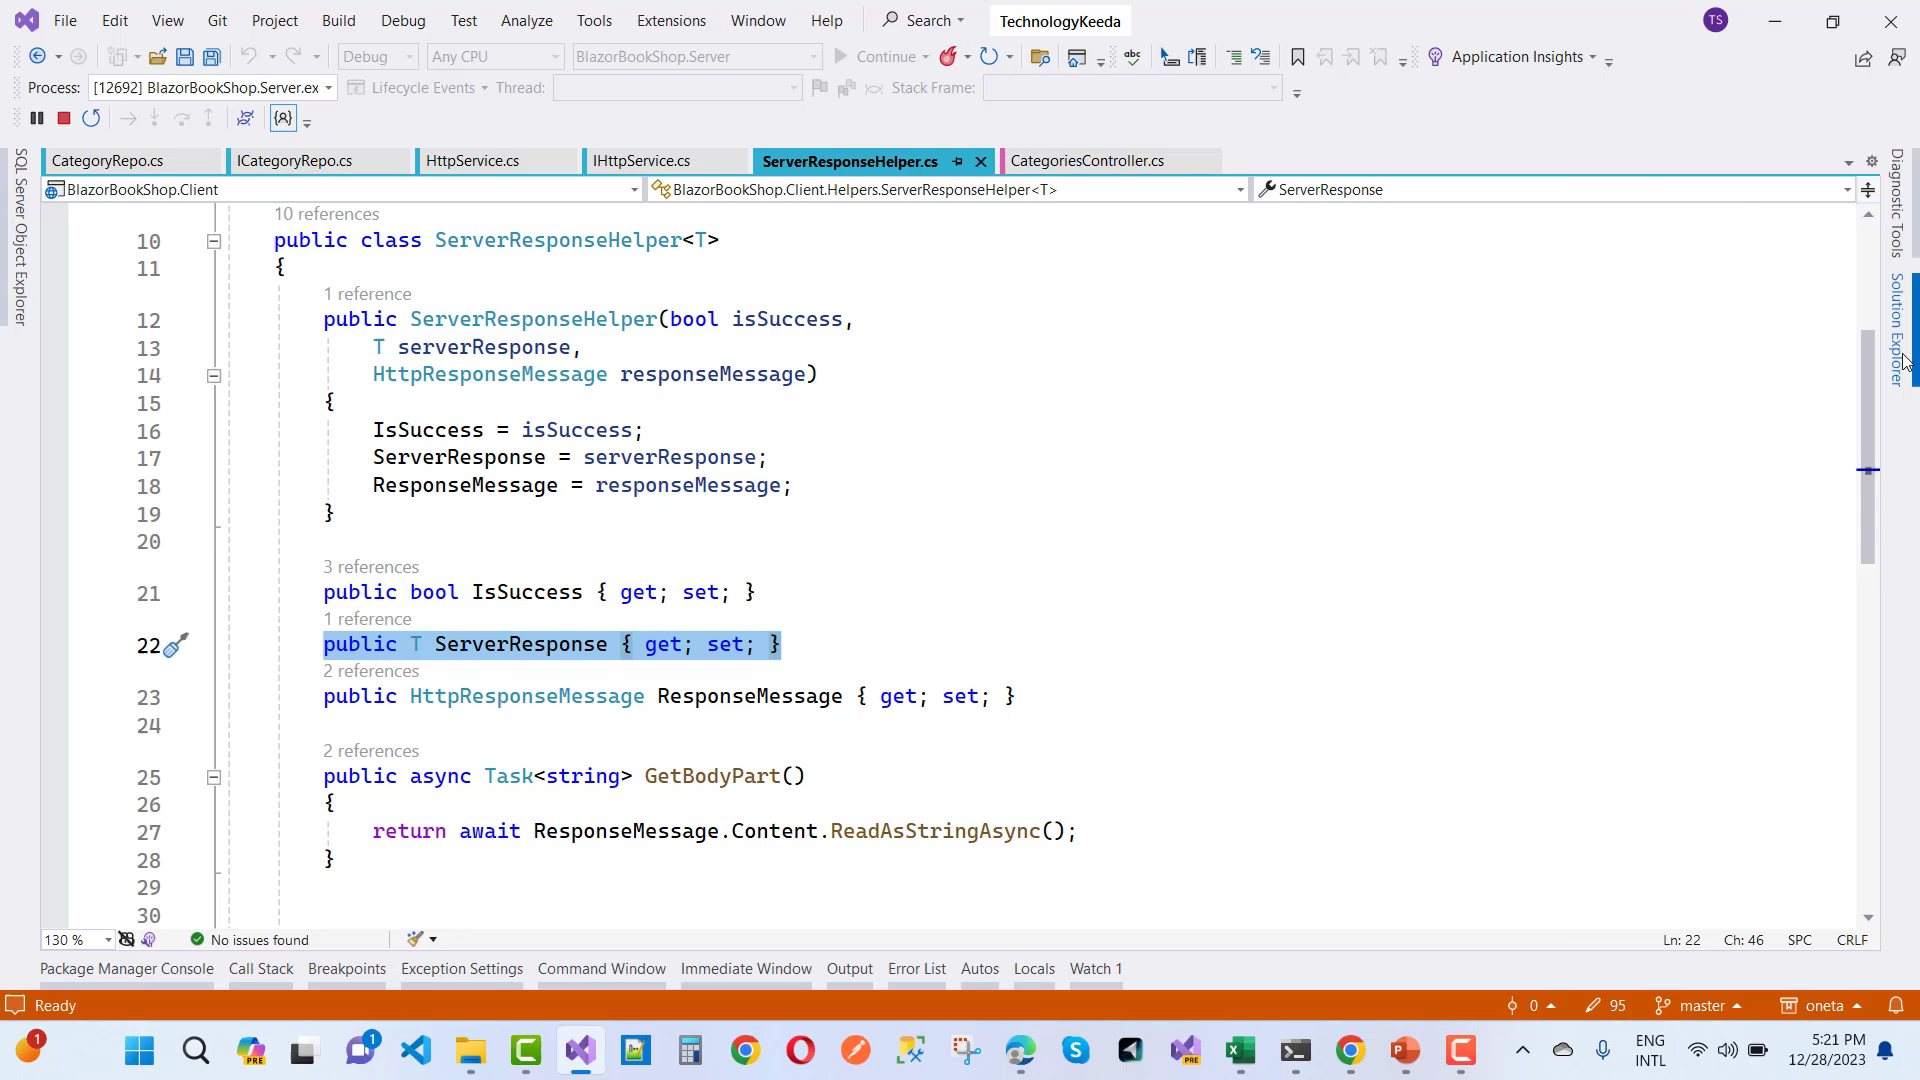 File Edit View Git Project Build Debug Test Analyze Tools Extensions Window Help Search TechnologyKeeda TS
Debug Any CPU BlazorBookShop.Server Continue abc Application Insights
Process: [12692] BlazorBookShop.Server.ex Lifecycle Events Thread: Stack Frame:
SQL Server Object Explorer
CategoryRepo.cs ICategoryRepo.cs HttpService.cs IHttpService.cs ServerResponseHelper.cs CategoriesController.cs
BlazorBookShop.Client BlazorBookShop.Client.Helpers.ServerResponseHelper<T> ServerResponse
Diagnostic Tools
Solution Explorer
10 references
10 public class ServerResponseHelper<T>
11 {
1 reference
12 public ServerResponseHelper(bool isSuccess,
13 T serverResponse,
14 HttpResponseMessage responseMessage)
15 {
16 IsSuccess = isSuccess;
17 ServerResponse = serverResponse;
18 ResponseMessage = responseMessage;
19 }
20
3 references
21 public bool IsSuccess { get; set; }
1 reference
22 public T ServerResponse { get; set; }
2 references
23 public HttpResponseMessage ResponseMessage { get; set; }
24
2 references
25 public async Task<string> GetBodyPart()
26 {
27 return await ResponseMessage.Content.ReadAsStringAsync();
28 }
29
30
130 % No issues found Ln: 22 Ch: 46 SPC CRLF
Package Manager Console Call Stack Breakpoints Exception Settings Command Window Immediate Window Output Error List Autos Locals Watch 1
Ready 0 95 master oneta
1 PRE 1 PRE ENG 5:21 PM
INTL 12/28/2023